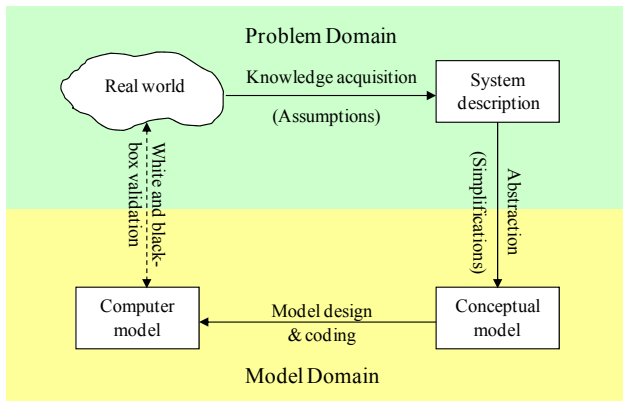 Problem Domain
Real world
Knowledge acquisition
(Assumptions)
System
description
Abstraction
(Simplifications)
White and black-
box validation
Computer
model
Model design
& coding
Conceptual
model
Model Domain